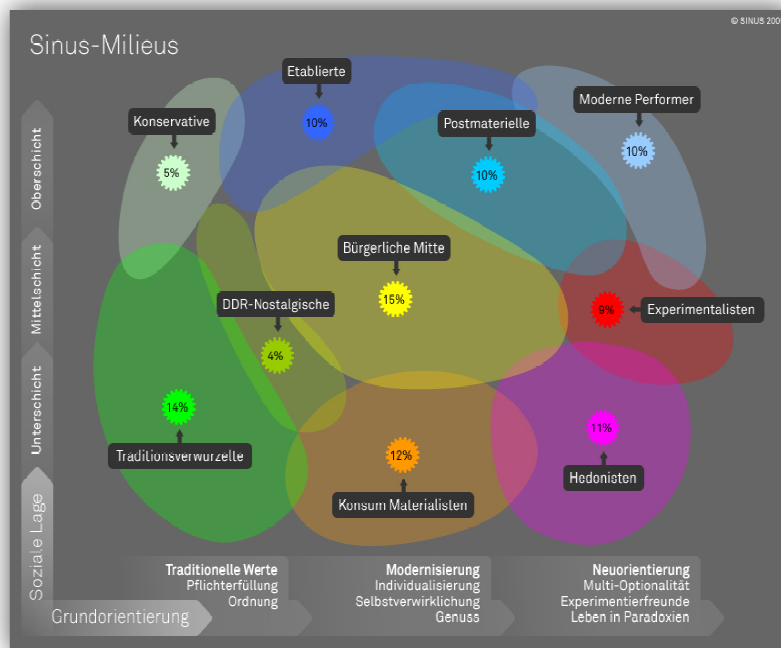 © SINUS 200
Sinus-Milieus
Etablierte
10%
Konservative
5%
Postmaterielle
10%
Moderne Performer
10%
Bürgerliche Mitte
15%
DDR-Nostalgische
4%
9%
Experimentalisten
14%
Traditionsverwurzelte
12%
Konsum Materialisten
11%
Hedonisten
Oberschicht
Mittelschicht
Unterschicht
Soziale Lage
Grundorientierung
Traditionelle Werte
Pflichterfüllung
Ordnung
Modernisierung
Individualisierung
Selbstverwirklichung
Genuss
Neuorientierung
Multi-Optionalität
Experimentierfreunde
Leben in Paradoxien